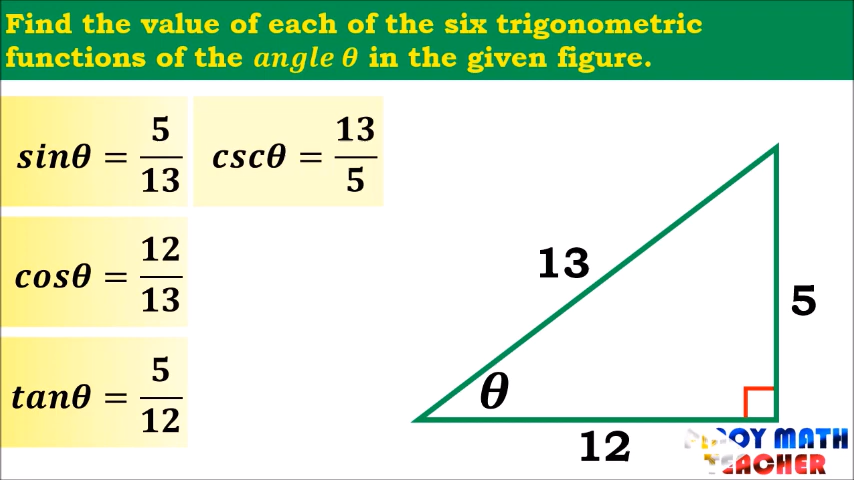 Find the value of each of the six trigonometric
functions of the angle θ in the given figure.
sinθ = 5/13
cscθ = 13/5
cosθ = 12/13
tanθ = 5/12
13
5
θ
12
MATH
TEACHER